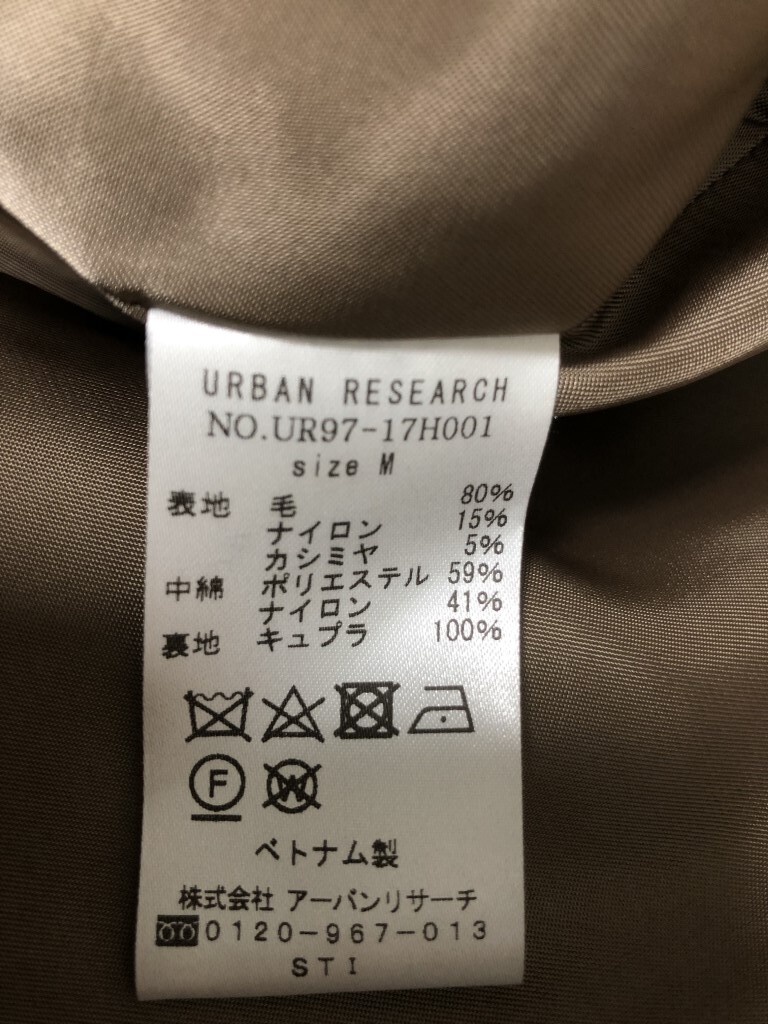 URBAN RESEARCH
NO.UR97-17H001
size M
表地 毛 80%
ナイロン 15%
カシミヤ 5%
中綿 ポリエステル 59%
ナイロン 41%
裏地 キュプラ 100%
F W
ベトナム製
株式会社 アーバンリサーチ
0120-967-013
STI